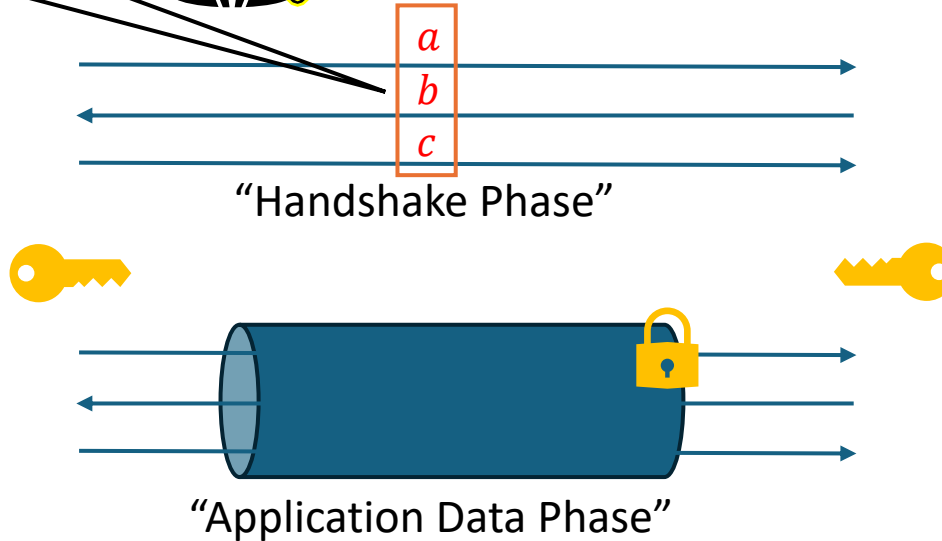 a
b
c
“Handshake Phase”
“Application Data Phase”